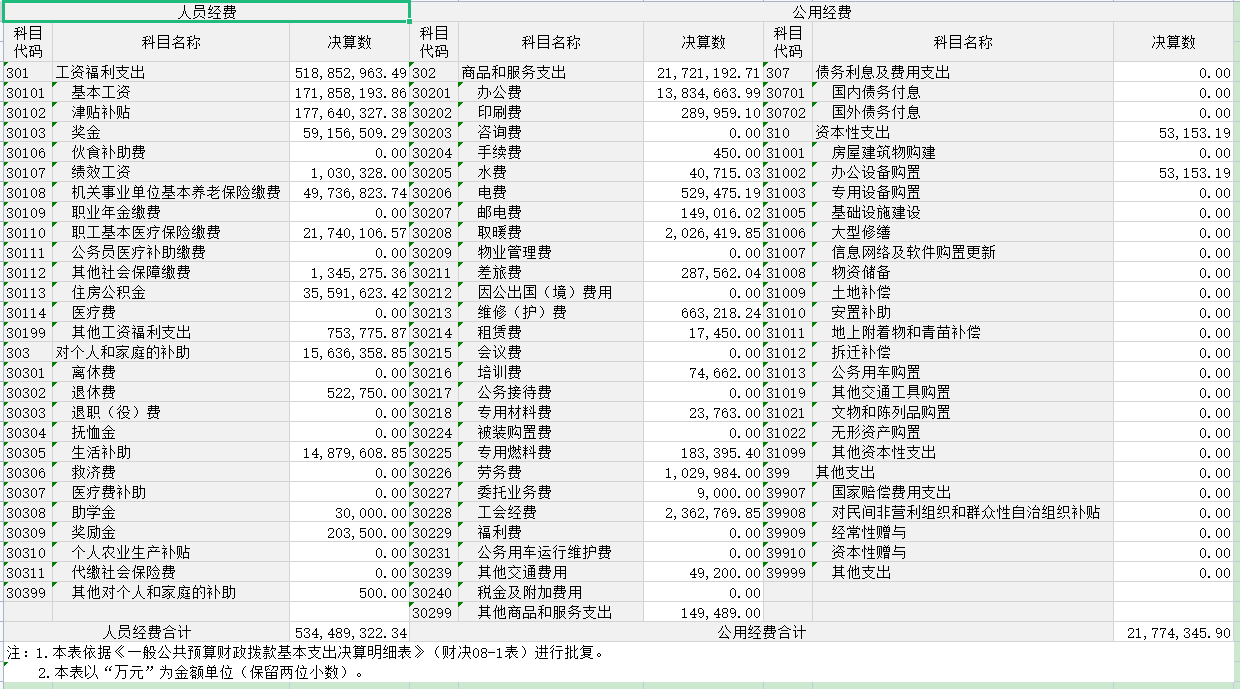 人员经费 公用经费
科目代码 科目名称 决算数 科目代码 科目名称 决算数 科目代码 科目名称 决算数
301 工资福利支出 518,852,963.49 302 商品和服务支出 21,721,192.71 307 债务利息及费用支出 0.00
30101 基本工资 171,858,193.86 30201 办公费 13,834,663.99 30701 国内债务付息 0.00
30102 津贴补贴 177,640,327.38 30202 印刷费 289,959.10 30702 国外债务付息 0.00
30103 奖金 59,156,509.29 30203 咨询费 0.00 310 资本性支出 53,153.19
30106 伙食补助费 0.00 30204 手续费 450.00 31001 房屋建筑物购建 0.00
30107 绩效工资 1,030,328.00 30205 水费 40,715.03 31002 办公设备购置 53,153.19
30108 机关事业单位基本养老保险缴费 49,736,823.74 30206 电费 529,475.19 31003 专用设备购置 0.00
30109 职业年金缴费 0.00 30207 邮电费 149,016.02 31005 基础设施建设 0.00
30110 职工基本医疗保险缴费 21,740,106.57 30208 取暖费 2,026,419.85 31006 大型修缮 0.00
30111 公务员医疗补助缴费 0.00 30209 物业管理费 0.00 31007 信息网络及软件购置更新 0.00
30112 其他社会保障缴费 1,345,275.36 30211 差旅费 287,562.04 31008 物资储备 0.00
30113 住房公积金 35,591,623.42 30212 因公出国（境）费用 0.00 31009 土地补偿 0.00
30114 医疗费 0.00 30213 维修（护）费 663,218.24 31010 安置补助 0.00
30199 其他工资福利支出 753,775.87 30214 租赁费 17,450.00 31011 地上附着物和青苗补偿 0.00
303 对个人和家庭的补助 15,636,358.85 30215 会议费 0.00 31012 拆迁补偿 0.00
30301 离休费 0.00 30216 培训费 74,662.00 31013 公务用车购置 0.00
30302 退休费 522,750.00 30217 公务接待费 0.00 31019 其他交通工具购置 0.00
30303 退职（役）费 0.00 30218 专用材料费 23,763.00 31021 文物和陈列品购置 0.00
30304 抚恤金 0.00 30224 被装购置费 0.00 31022 无形资产购置 0.00
30305 生活补助 14,879,608.85 30225 专用燃料费 183,395.40 31099 其他资本性支出 0.00
30306 救济费 0.00 30226 劳务费 1,029,984.00 399 其他支出 0.00
30307 医疗费补助 0.00 30227 委托业务费 9,000.00 39907 国家赔偿费用支出 0.00
30308 助学金 30,000.00 30228 工会经费 2,362,769.85 39908 对民间非营利组织和群众性自治组织补贴 0.00
30309 奖励金 203,500.00 30229 福利费 0.00 39909 经常性赠与 0.00
30310 个人农业生产补贴 0.00 30231 公务用车运行维护费 0.00 39910 资本性赠与 0.00
30311 代缴社会保险费 0.00 30239 其他交通费用 49,200.00 39999 其他支出 0.00
30399 其他对个人和家庭的补助 500.00 30240 税金及附加费用 0.00
30299 其他商品和服务支出 149,489.00
人员经费合计 534,489,322.34 公用经费合计 21,774,345.90
注：1.本表依据《一般公共预算财政拨款基本支出决算明细表》（财决08-1表）进行批复。
2.本表以“万元”为金额单位（保留两位小数）。